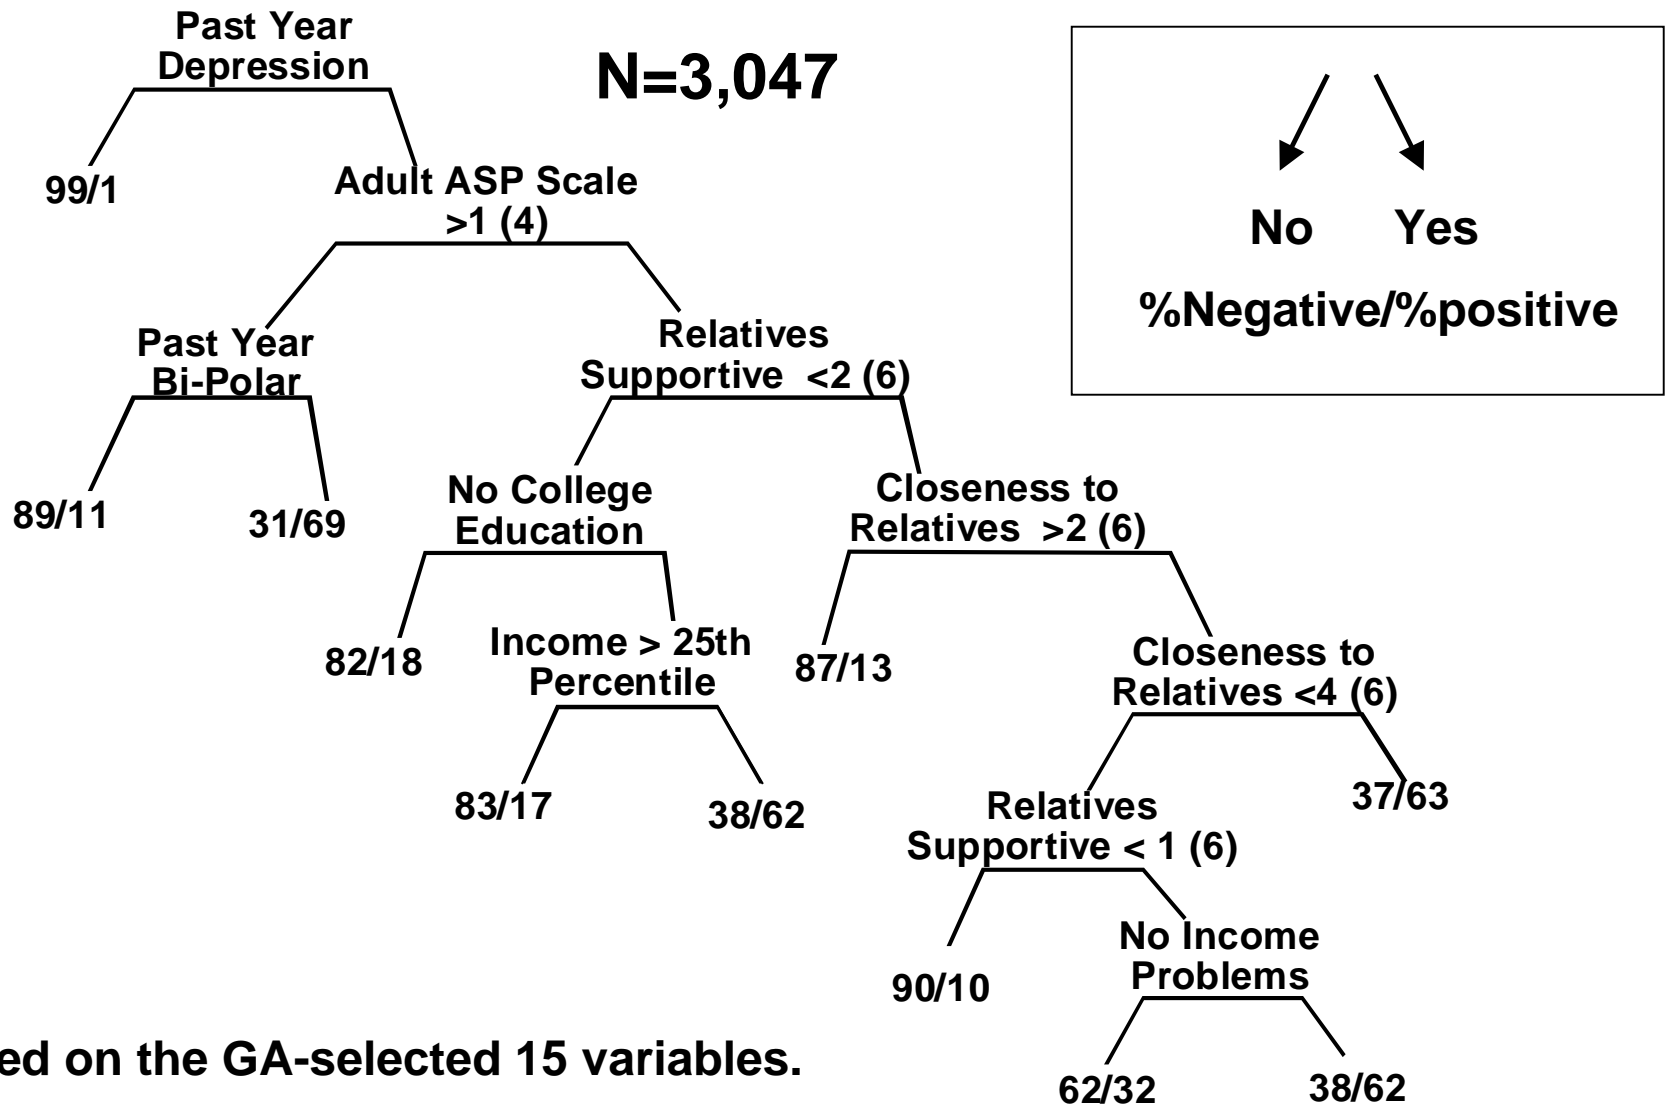 Past Year
Depression
N=3,047
No Yes
%Negative/%positive
99/1
Adult ASP Scale
>1 (4)
Past Year
Bi-Polar
Relatives
Supportive <2 (6)
89/11
31/69
No College
Education
Closeness to
Relatives >2 (6)
82/18
Income > 25th
Percentile
87/13
Closeness to
Relatives <4 (6)
83/17
38/62
Relatives
Supportive < 1 (6)
37/63
90/10
No Income
Problems
62/32
38/62
ed on the GA-selected 15 variables.